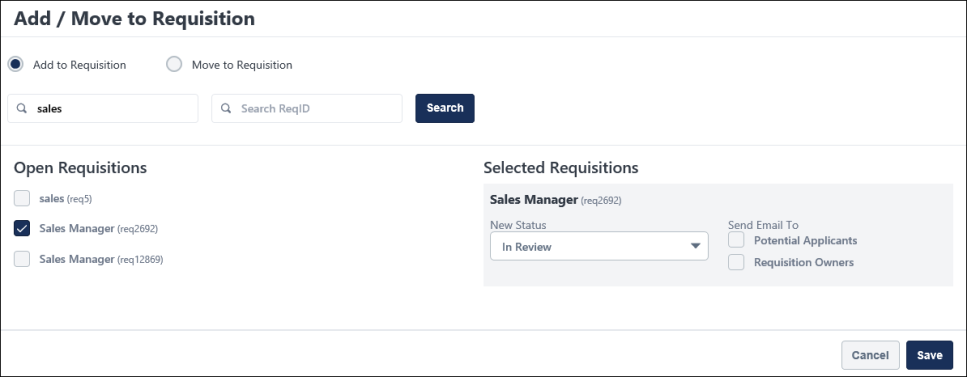 Add / Move to Requisition
Add to Requisition
Move to Requisition
sales
Search ReqID
Search
Open Requisitions
sales (req5)
Sales Manager (req2692)
Sales Manager (req12869)
Selected Requisitions
Sales Manager (req2692)
New Status
In Review
Send Email To
Potential Applicants
Requisition Owners
Cancel
Save